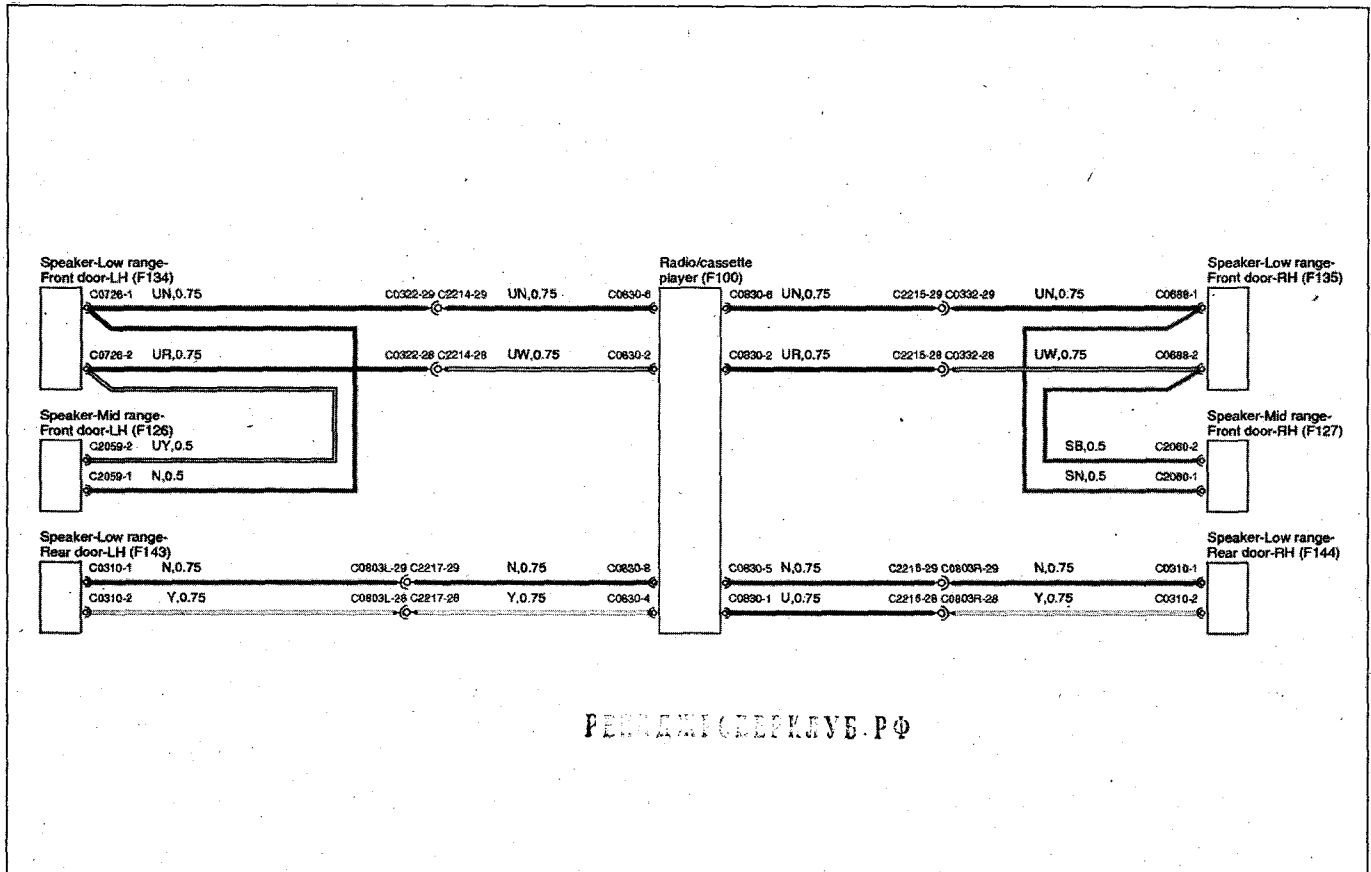 Speaker-Low range-
Front door-LH (F134)
C0726-1 UN,0.75 C0322-29 C2214-29 UN,0.75 C0630-6
C0726-2 UR,0.75 C0322-28 C2214-28 UW,0.75 C0630-2
Speaker-Mid range-
Front door-LH (F126)
C2059-2 UY,0.5
C2059-1 N,0.5
Speaker-Low range-
Rear door-LH (F143)
C0310-1 N,0.75 C0803L-29 C2217-29 N,0.75 C0630-8
C0310-2 Y,0.75 C0803L-28 C2217-28 Y,0.75 C0630-4
Radio/cassette
player (F100)
C0830-6 UN,0.75 C2215-29 C0332-29 UN,0.75 C0688-1
C0830-2 UR,0.75 C2215-28 C0332-28 UW,0.75 C0688-2
Speaker-Low range-
Front door-RH (F135)
Speaker-Mid range-
Front door-RH (F127)
SB,0.5 C2060-2
SN,0.5 C2060-1
Speaker-Low range-
Rear door-RH (F144)
C0830-5 N,0.75 C2216-29 C0803R-29 N,0.75 C0310-1
C0830-1 U,0.75 C2216-28 C0803R-28 Y,0.75 C0310-2
РЕНДЖРОВЕРКЛУБ.РФ